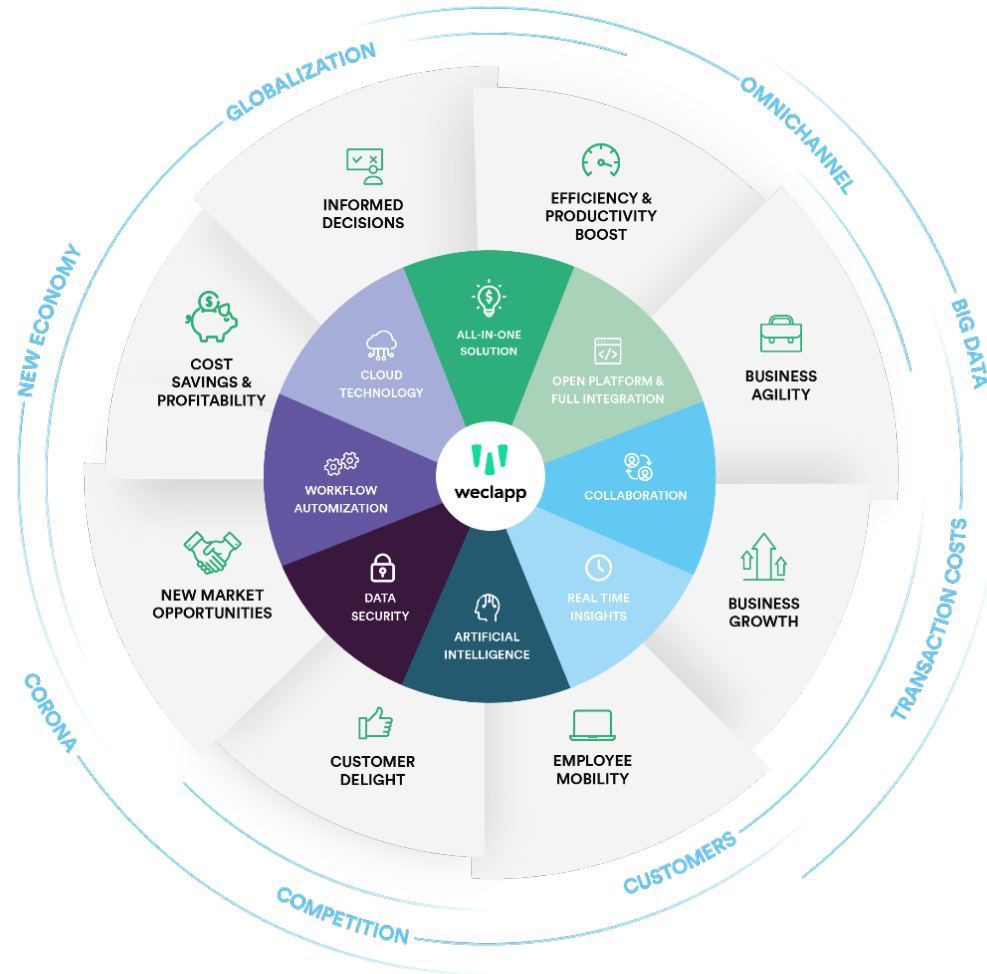 GLOBALIZATION
OMNICHANNEL
BIG DATA
TRANSACTION COSTS
CUSTOMERS
COMPETITION
CORONA
NEW ECONOMY
INFORMED
DECISIONS
EFFICIENCY &
PRODUCTIVITY
BOOST
BUSINESS
AGILITY
BUSINESS
GROWTH
EMPLOYEE
MOBILITY
CUSTOMER
DELIGHT
NEW MARKET
OPPORTUNITIES
COST
SAVINGS &
PROFITABILITY
ALL-IN-ONE
SOLUTION
OPEN PLATFORM &
FULL INTEGRATION
COLLABORATION
REAL TIME
INSIGHTS
ARTIFICIAL
INTELLIGENCE
DATA
SECURITY
WORKFLOW
AUTOMIZATION
CLOUD
TECHNOLOGY
weclapp